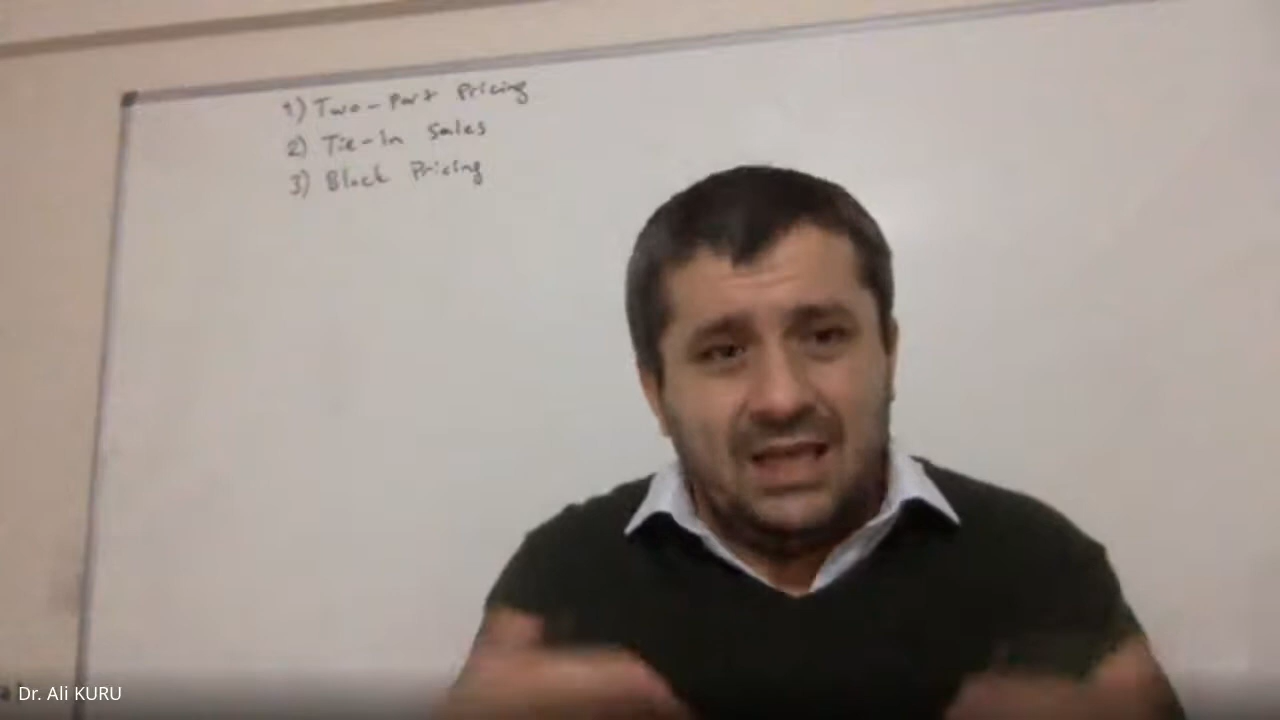 1) Two-Part Pricing
2) Tie-In Sales
3) Block Pricing
Dr. Ali KURU